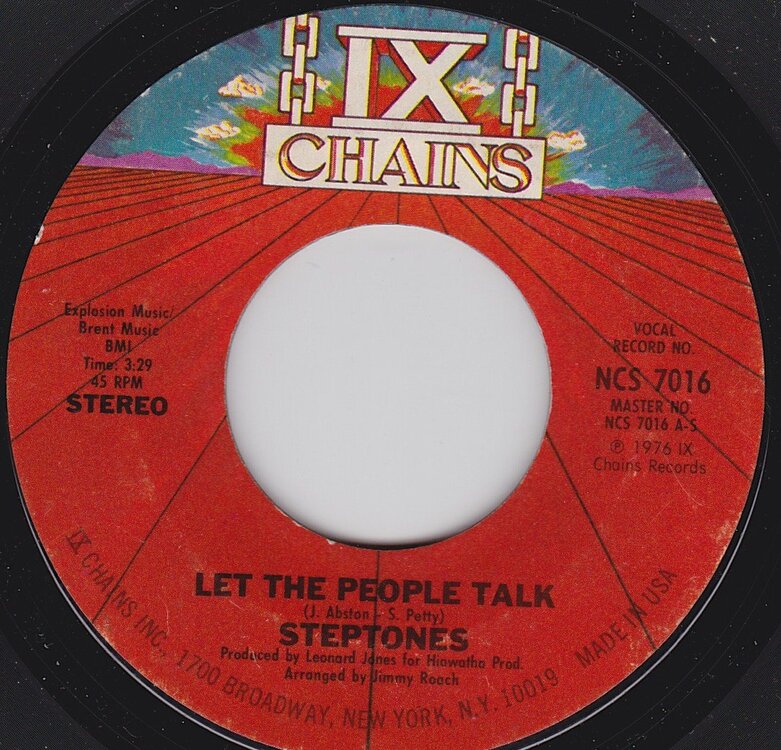 IX
CHAINS
Explosion Music/
Brent Music
BMI
Time: 3:29
45 RPM
STEREO
VOCAL
RECORD NO.
NCS 7016
MASTER NO
NCS 7016 A-S
℗ 1976 IX
Chains Records
LET THE PEOPLE TALK
(J. Abston - S. Petty)
STEPTONES
Produced by Leonard Jones for Hiawatha Prod.
Arranged by Jimmy Roach
IX CHAINS INC., 1700 BROADWAY, NEW YORK, N.Y. 10019 MADE IN USA